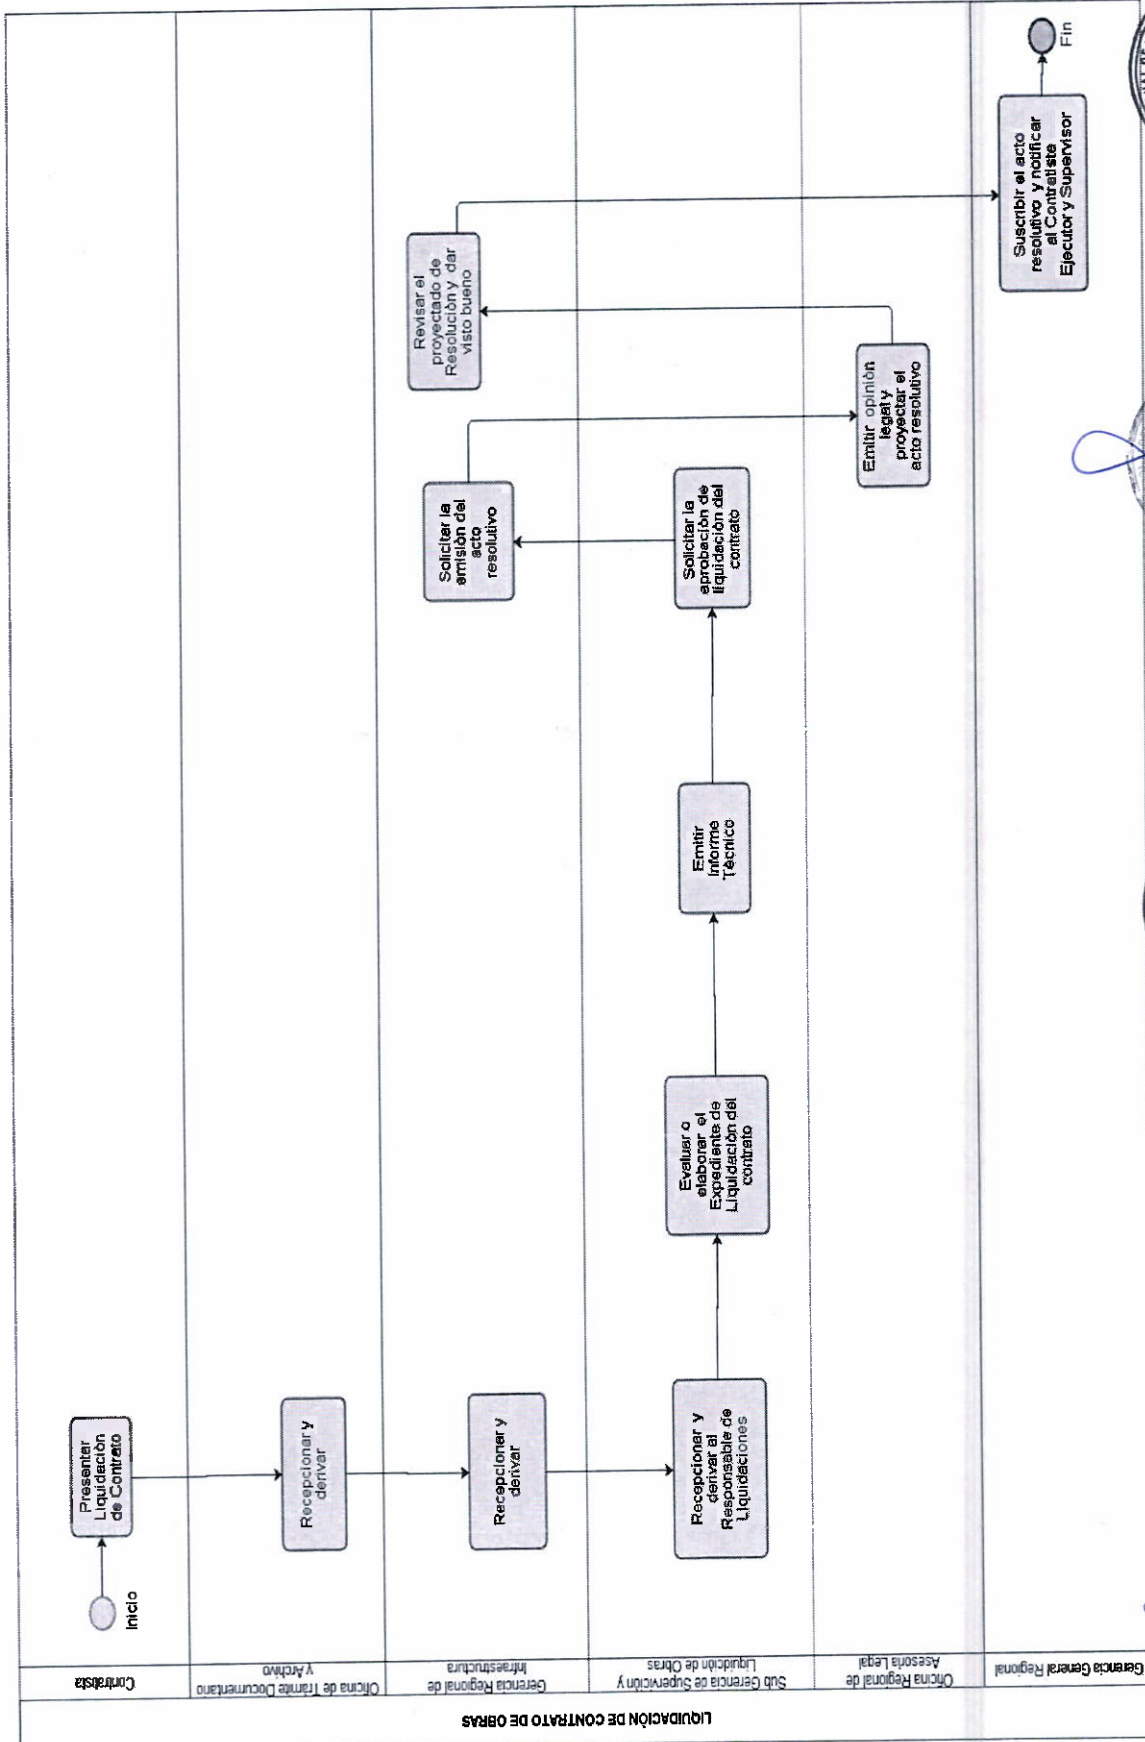 LIQUIDACIÓN DE CONTRATO DE OBRAS
Contratista
Inicio
Presentar
Liquidación
de Contrato
Oficina de Trámite Documentario
y Archivo
Recepcionar y
derivar
Gerencia Regional de
Infraestructura
Recepcionar y
derivar
Solicitar la
emisión del
acto
resolutivo
Revisar el
proyectado de
Resolución y dar
visto bueno
Sub Gerencia de Supervición y
Liquidción de Obras
Recepcionar y
derivar al
Responsable de
Liquidaciones
Evaluar o
elaborar el
Expediente de
Liquidación del
contrato
Emitir
Informe
Técnico
Solicitar la
aprobación de
liquidación del
contrato
Oficina Regional de
Asesoría Legal
Emitir opinión
legal y
proyectar el
acto resolutivo
Gerencia General Regional
Suscribir el acto
resolutivo y notificar
al Contratista
Ejecutor y Supervisor
Fin